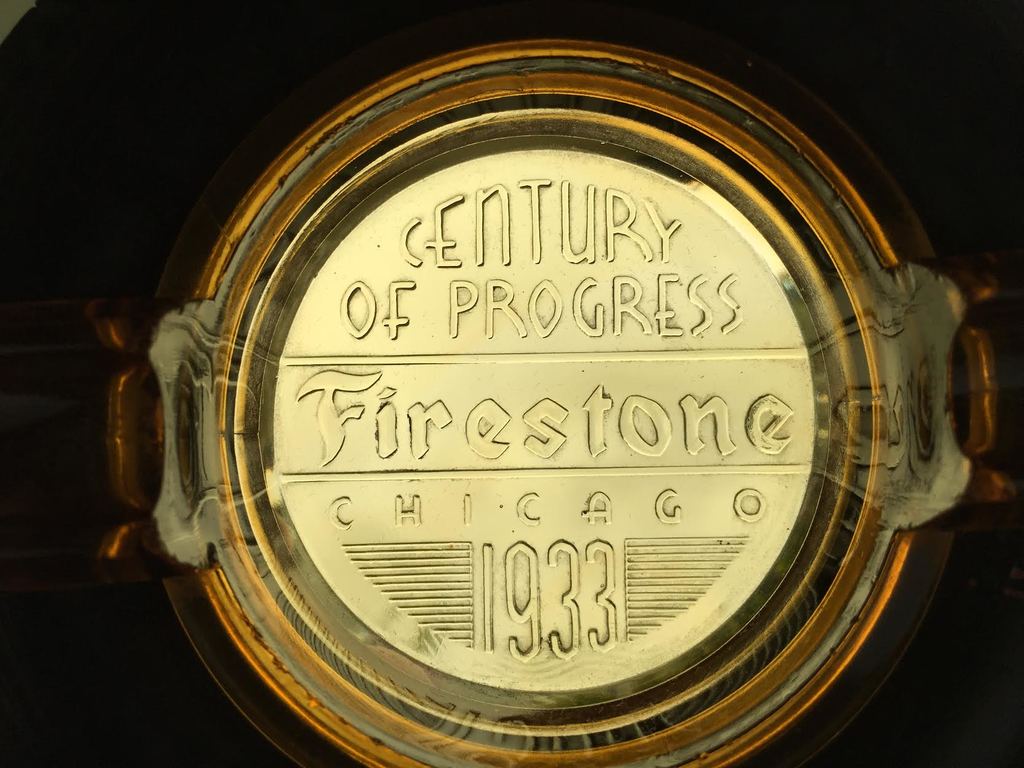 CENTURY
OF PROGRESS
Firestone
CHICAGO
1933